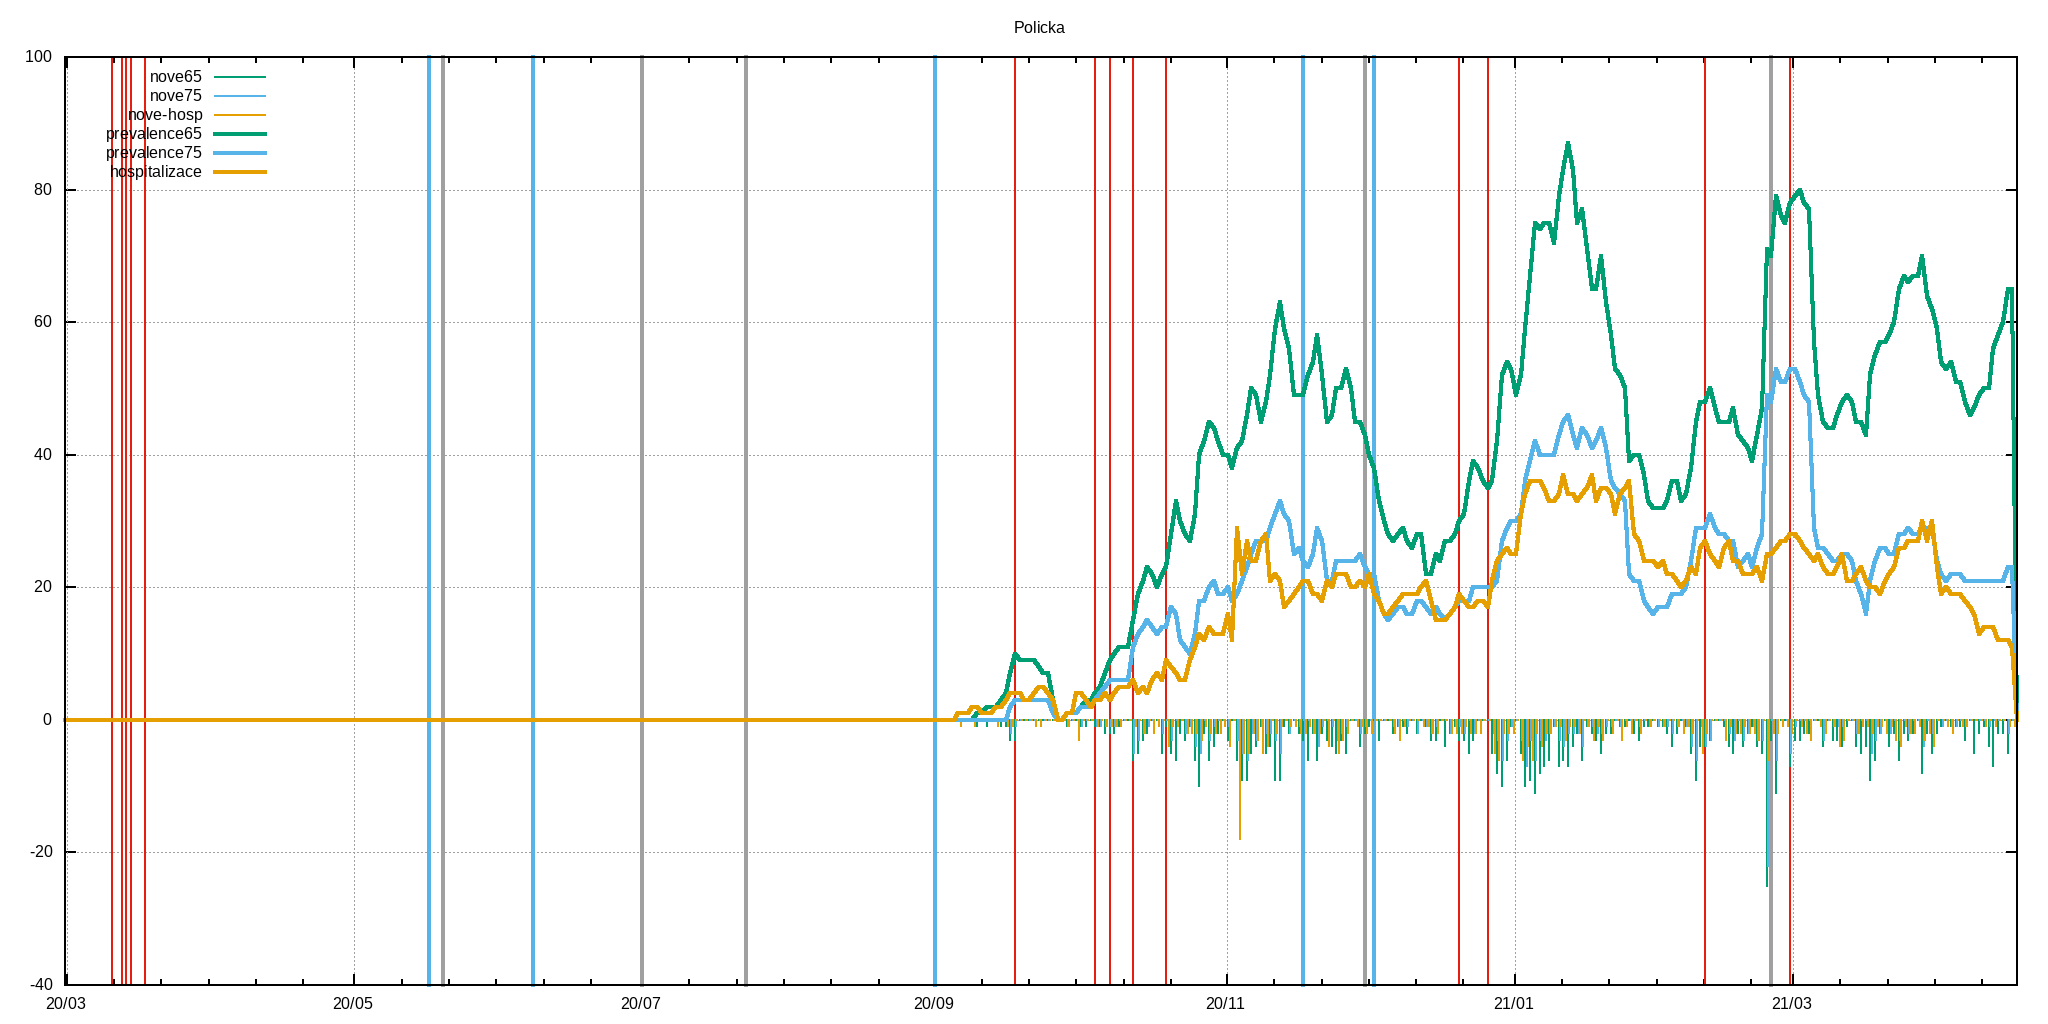 Policka
100
nove65
nove75
nove-hosp
prevalence65
prevalence75
hospitalizace
80
60
40
20
0
-20
-40
20/03 20/05 20/07 20/09 20/11 21/01 21/03